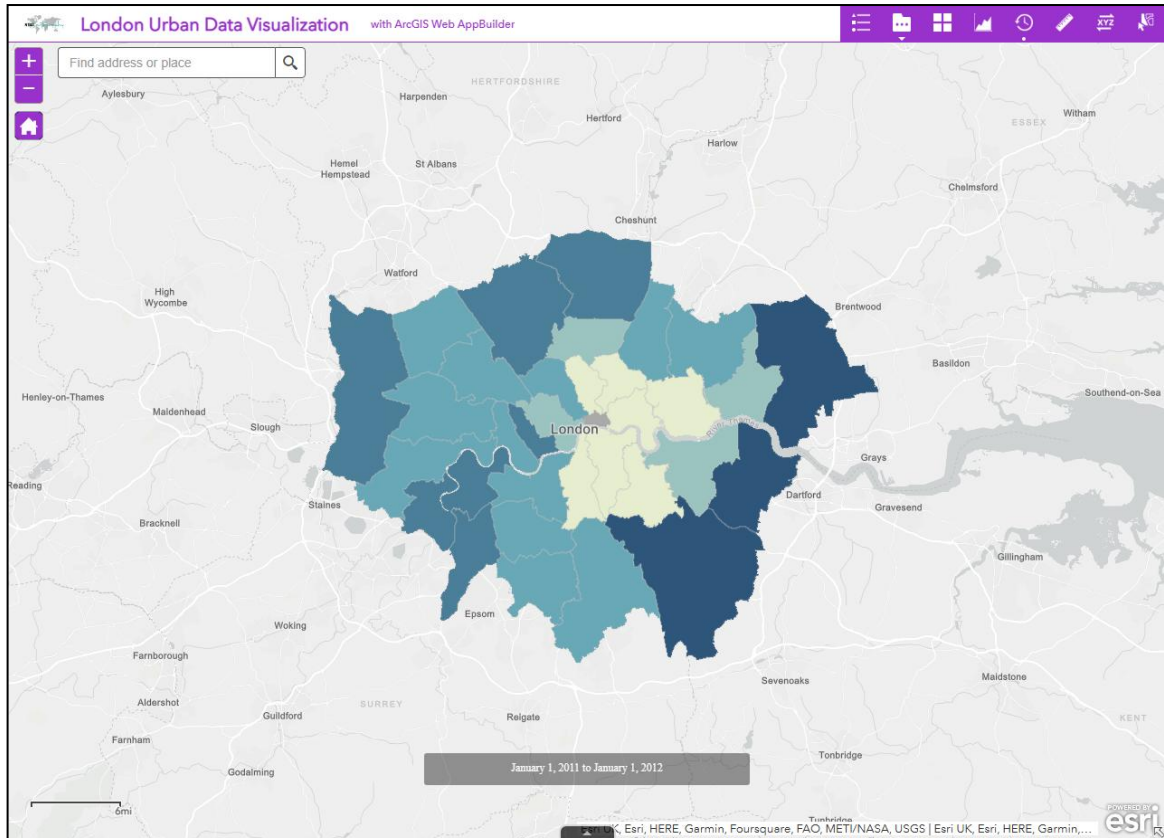 London Urban Data Visualization with ArcGIS Web AppBuilder
XYZ
+
Find address or place
−
HERTFORDSHIRE
Aylesbury
Harpenden
Witham
Hertford
ESSEX
Harlow
Hemel
Hempstead
St Albans
Chelmsford
Cheshunt
Watford
High
Wycombe
Brentwood
Basildon
Henley-on-Thames
Southend-on-Sea
Maidenhead
Slough
London
River Thames
Grays
Reading
Dartford
Staines
Gravesend
Bracknell
Gillingham
Epsom
Woking
Farnborough
Sevenoaks
Maidstone
Aldershot
SURREY
Guildford
Reigate
KENT
Farnham
Tonbridge
January 1, 2011 to January 1, 2012
Godalming
6mi
Tunbridge
POWERED BY
esri
Esri UK, Esri, HERE, Garmin, Foursquare, FAO, METI/NASA, USGS | Esri UK, Esri, HERE, Garmin,...